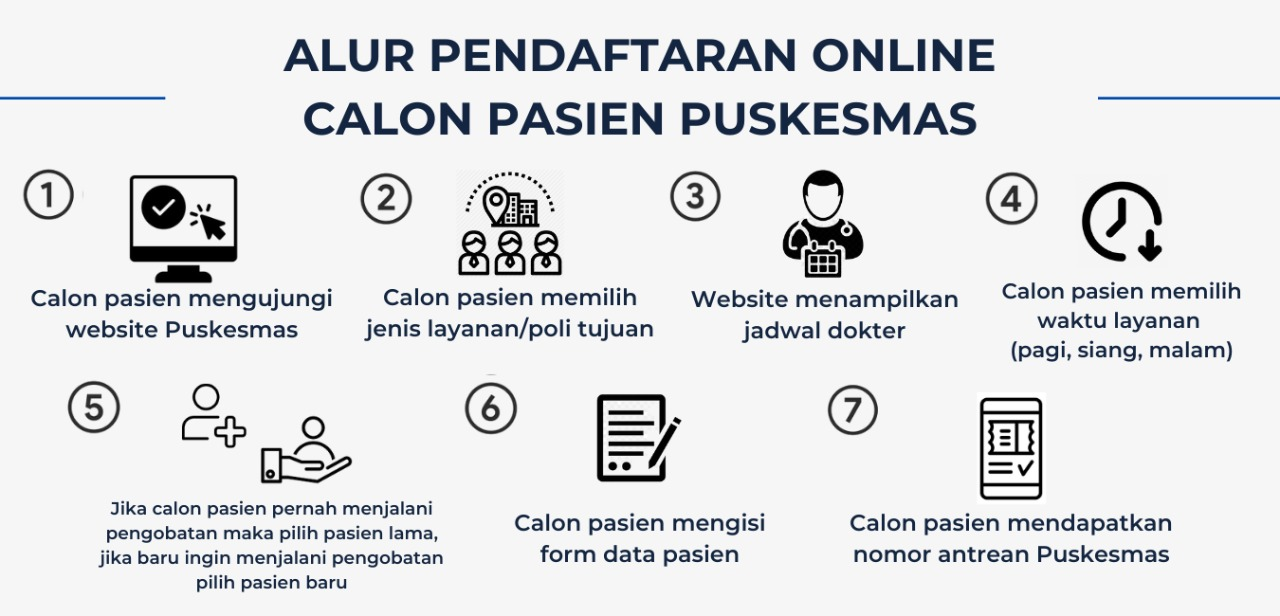 ALUR PENDAFTARAN ONLINE
CALON PASIEN PUSKESMAS
1
Calon pasien mengujungi
website Puskesmas
2
Calon pasien memilih
jenis layanan/poli tujuan
3
Website menampilkan
jadwal dokter
4
Calon pasien memilih
waktu layanan
(pagi, siang, malam)
5
Jika calon pasien pernah menjalani
pengobatan maka pilih pasien lama,
jika baru ingin menjalani pengobatan
pilih pasien baru
6
Calon pasien mengisi
form data pasien
7
Calon pasien mendapatkan
nomor antrean Puskesmas